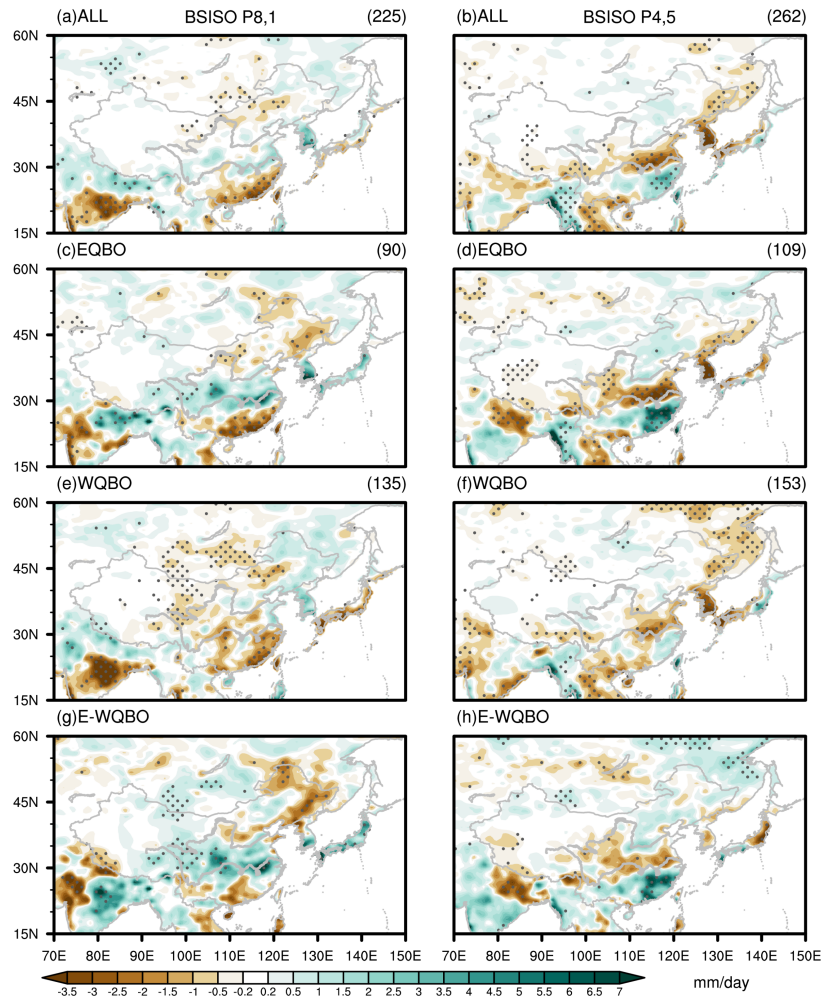 (a)ALL BSISO P8,1 (225)
(b)ALL BSISO P4,5 (262)
60N
45N
30N
15N
(c)EQBO (90)
(d)EQBO (109)
60N
45N
30N
15N
(e)WQBO (135)
(f)WQBO (153)
60N
45N
30N
15N
(g)E-WQBO
(h)E-WQBO
60N
45N
30N
15N
70E 80E 90E 100E 110E 120E 130E 150E
70E 80E 90E 100E 110E 120E 130E 140E 150E
-3.5 -3 -2.5 -2 -1.5 -1 -0.5 -0.2 0.2 0.5 1 1.5 2 2.5 3 3.5 4 4.5 5 5.5 6 6.5 7
mm/day